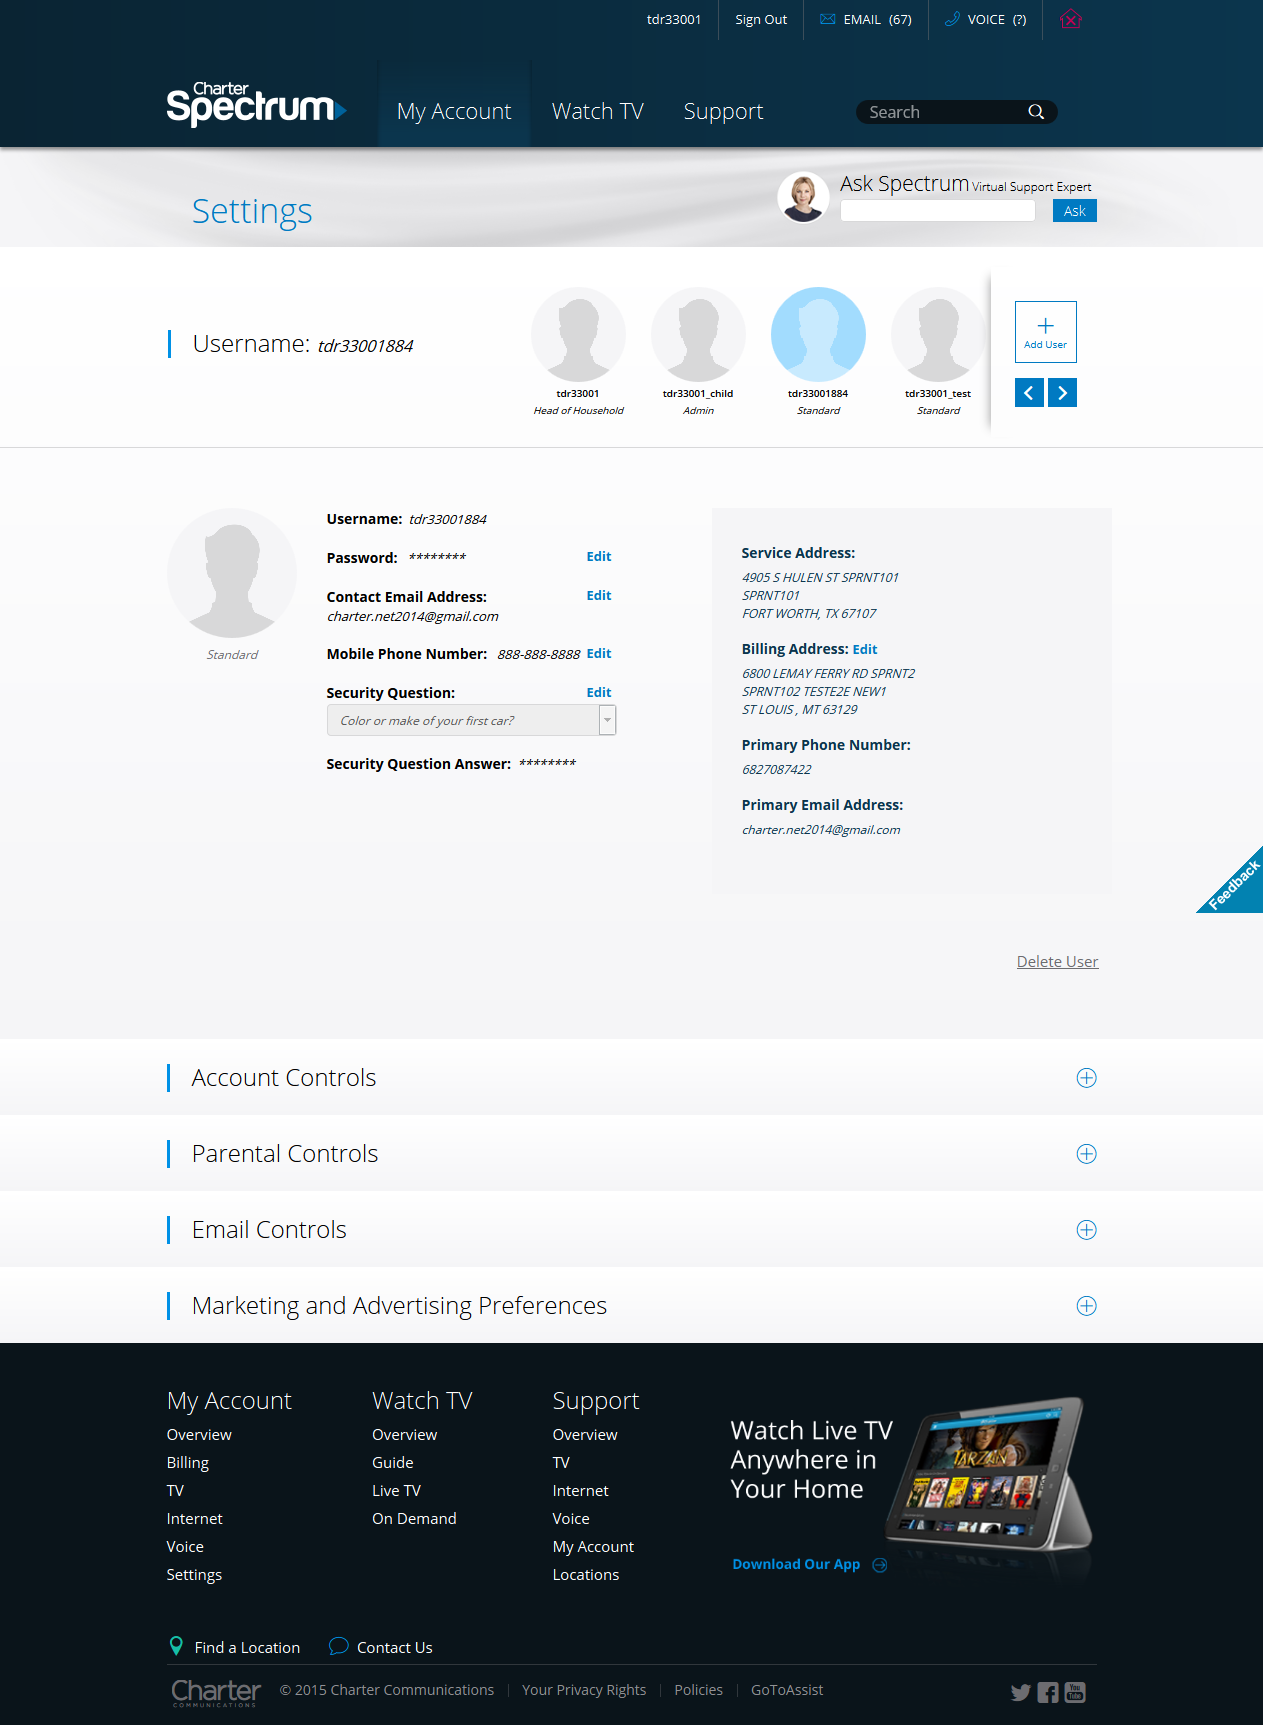 tdr33001
Sign Out
EMAIL (67)
VOICE (?)
Charter
Spectrum
My Account
Watch TV
Support
Search
Settings
Ask Spectrum Virtual Support Expert
Ask
Username: tdr33001884
tdr33001
Head of Household
tdr33001_child
Admin
tdr33001884
Standard
tdr33001_test
Standard
Add User
Standard
Username: tdr33001884
Password: ********
Edit
Contact Email Address:
Edit
charter.net2014@gmail.com
Mobile Phone Number: 888-888-8888 Edit
Security Question:
Edit
Color or make of your first car?
Security Question Answer: ********
Service Address:
4905 S HULEN ST SPRNT101
SPRNT101
FORT WORTH, TX 67107
Billing Address: Edit
6800 LEMAY FERRY RD SPRNT2
SPRNT102 TESTE2E NEW1
ST LOUIS , MT 63129
Primary Phone Number:
6827087422
Primary Email Address:
charter.net2014@gmail.com
Feedback
Delete User
Account Controls
Parental Controls
Email Controls
Marketing and Advertising Preferences
My Account
Overview
Billing
TV
Internet
Voice
Settings
Watch TV
Overview
Guide
Live TV
On Demand
Support
Overview
TV
Internet
Voice
My Account
Locations
Watch Live TV
Anywhere in
Your Home
Download Our App
TARZAN
Find a Location
Contact Us
Charter
COMMUNICATIONS
© 2015 Charter Communications
Your Privacy Rights
Policies
GoToAssist
You
Tube